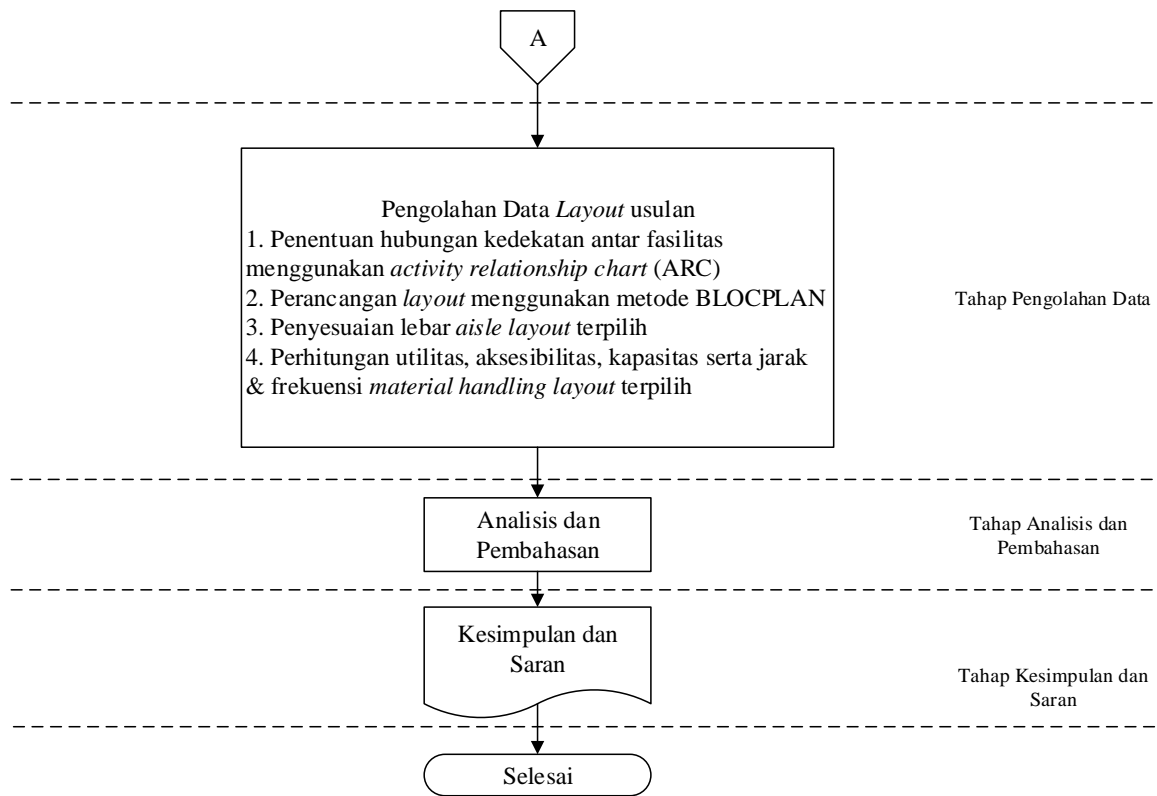 A
Pengolahan Data Layout usulan
1. Penentuan hubungan kedekatan antar fasilitas
menggunakan activity relationship chart (ARC)
2. Perancangan layout menggunakan metode BLOCPLAN
3. Penyesuaian lebar aisle layout terpilih
4. Perhitungan utilitas, aksesibilitas, kapasitas serta jarak
& frekuensi material handling layout terpilih
Tahap Pengolahan Data
Analisis dan
Pembahasan
Tahap Analisis dan
Pembahasan
Kesimpulan dan
Saran
Tahap Kesimpulan dan
Saran
Selesai